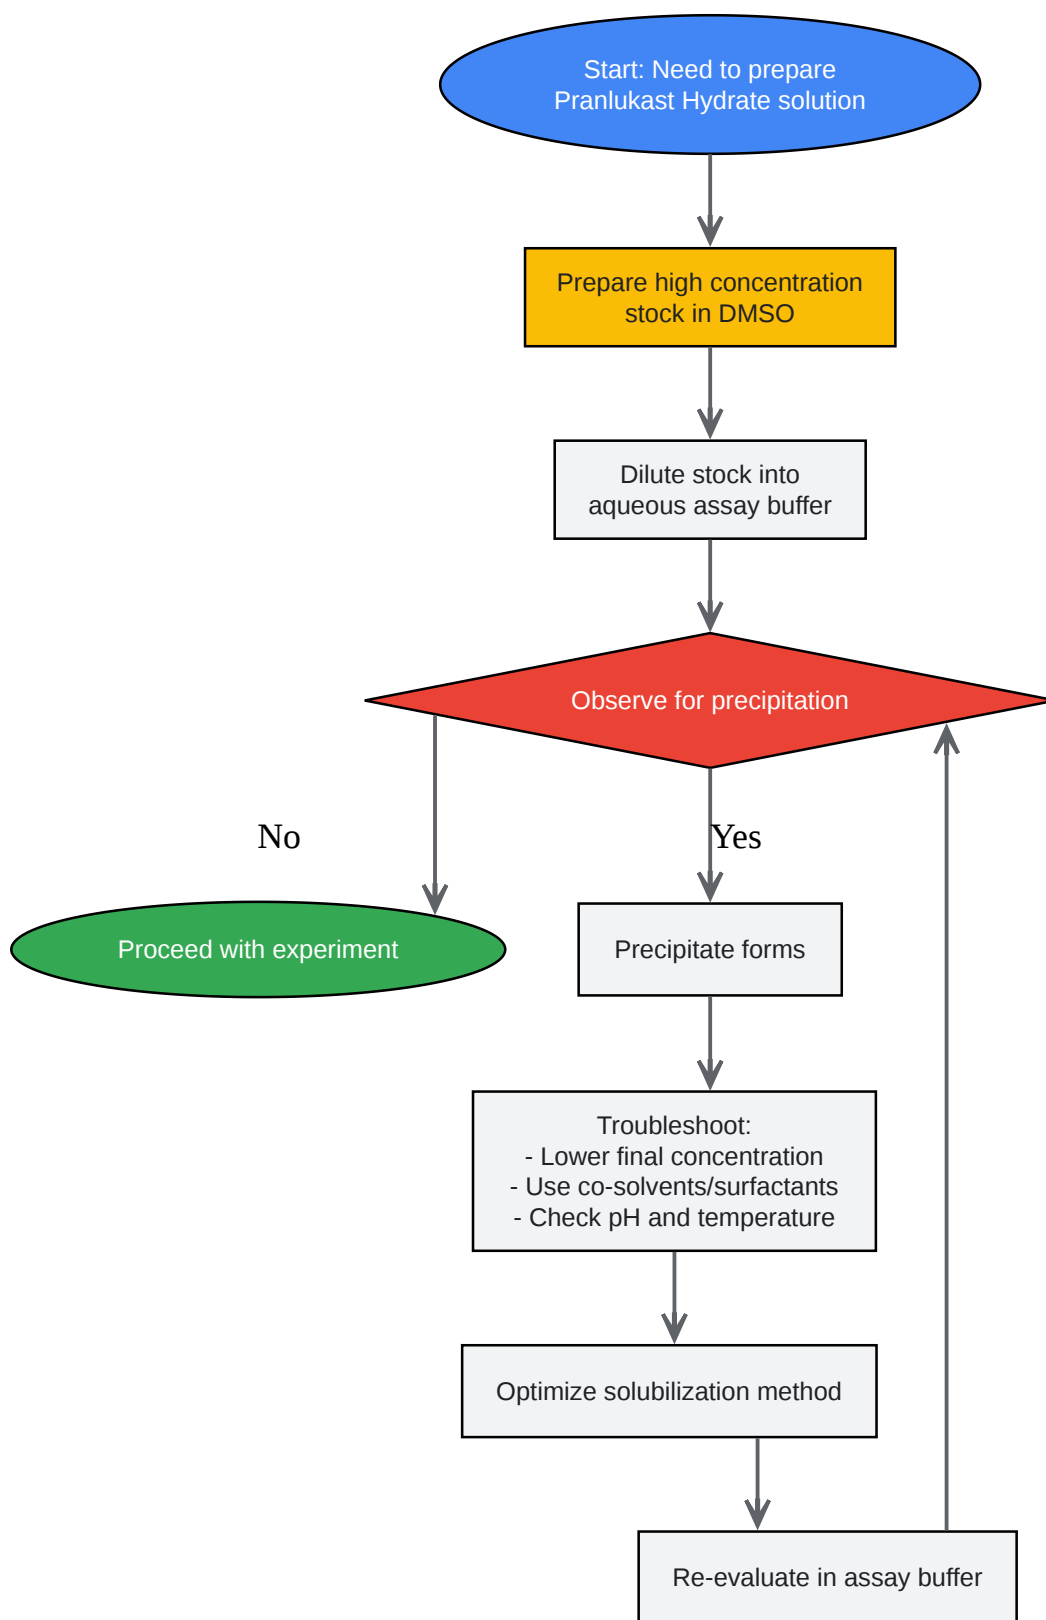 Start: Need to prepare
Pranlukast Hydrate solution
Prepare high concentration
stock in DMSO
Dilute stock into
aqueous assay buffer
Observe for precipitation
No
Yes
Proceed with experiment
Precipitate forms
Troubleshoot:
- Lower final concentration
- Use co-solvents/surfactants
- Check pH and temperature
Optimize solubilization method
Re-evaluate in assay buffer